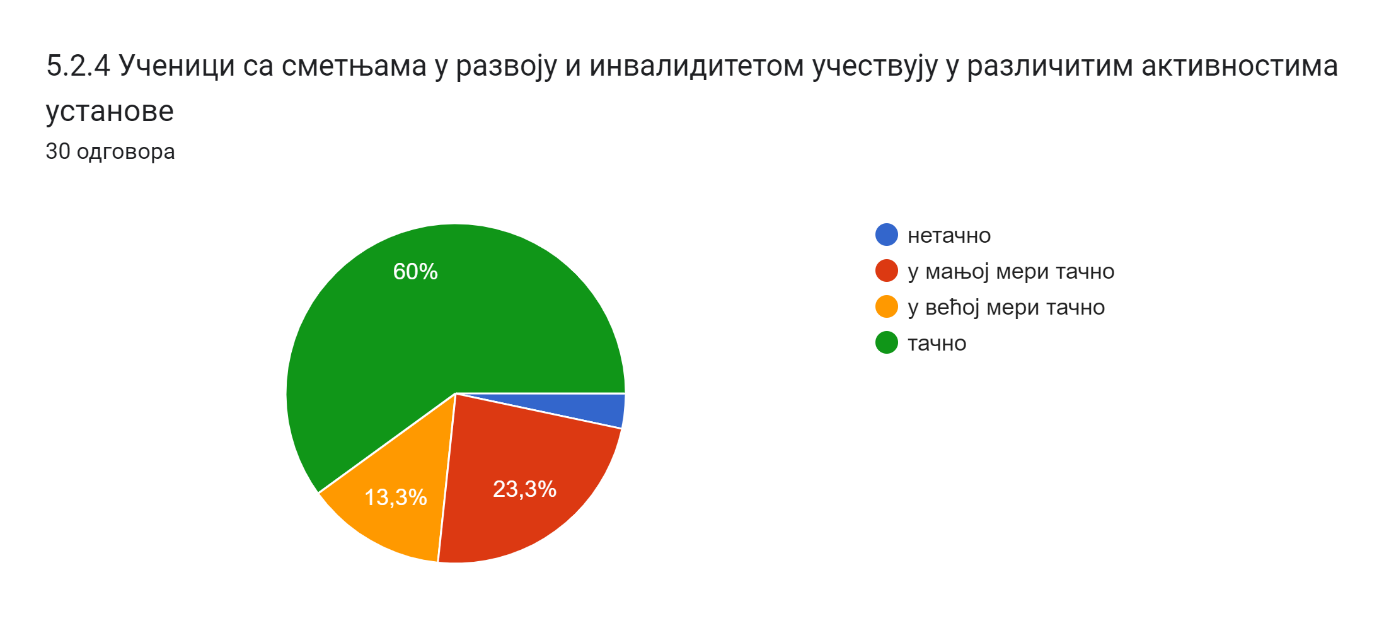 5.2.4 Ученици са сметњама у развоју и инвалидитетом учествују у различитим активностима
установе
30 одговора
60%
13,3%
23,3%
нетачно
у мањој мери тачно
у већој мери тачно
тачно